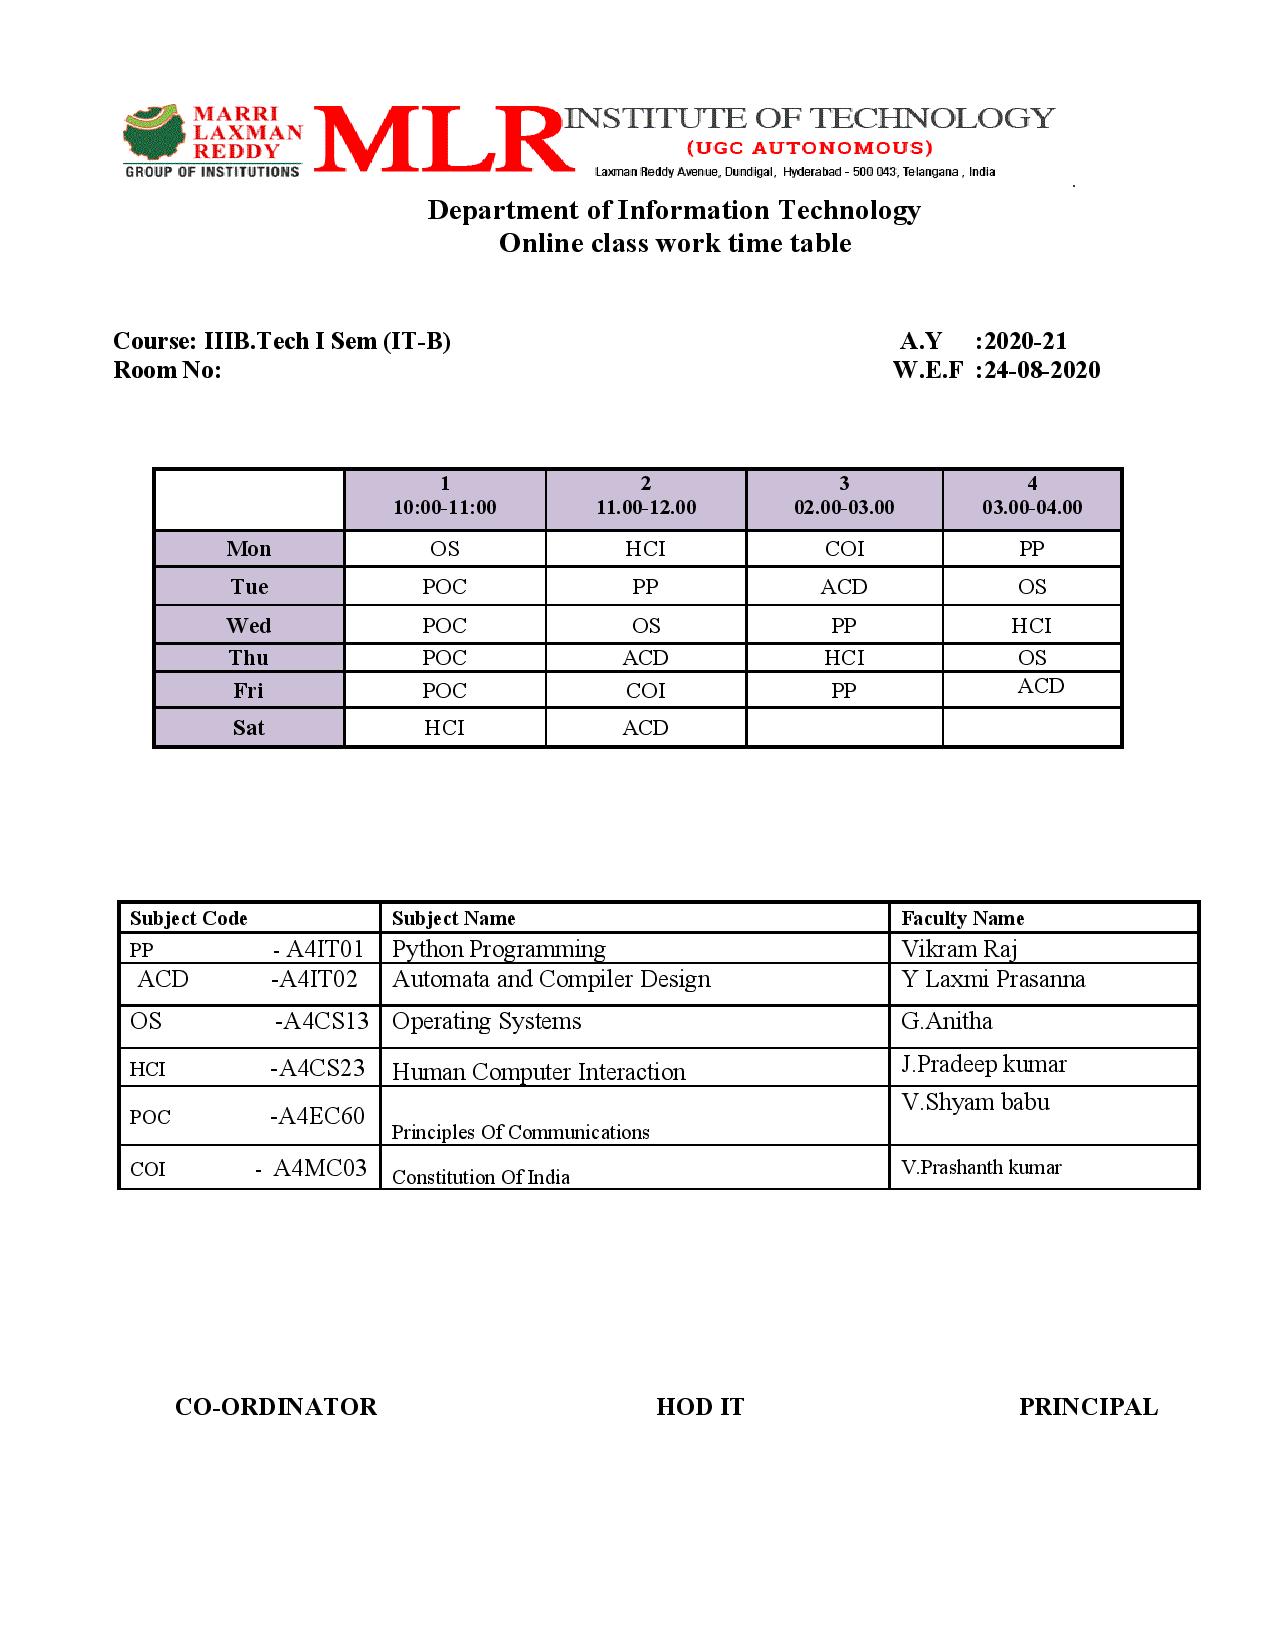 MARRI
LAXMAN
REDDY
GROUP OF INSTITUTIONS
MLR INSTITUTE OF TECHNOLOGY
(UGC AUTONOMOUS)
Laxman Reddy Avenue, Dundigal, Hyderabad - 500 043, Telangana , India
.
Department of Information Technology
Online class work time table
Course: IIIB.Tech I Sem (IT-B) A.Y :2020-21
Room No: W.E.F :24-08-2020
1 2 3 4
10:00-11:00 11.00-12.00 02.00-03.00 03.00-04.00
Mon OS HCI COI PP
Tue POC PP ACD OS
Wed POC OS PP HCI
Thu POC ACD HCI OS
Fri POC COI PP ACD
Sat HCI ACD
Subject Code Subject Name Faculty Name
PP - A4IT01 Python Programming Vikram Raj
ACD -A4IT02 Automata and Compiler Design Y Laxmi Prasanna
OS -A4CS13 Operating Systems G.Anitha
HCI -A4CS23 Human Computer Interaction J.Pradeep kumar
POC -A4EC60 Principles Of Communications V.Shyam babu
COI - A4MC03 Constitution Of India V.Prashanth kumar
CO-ORDINATOR HOD IT PRINCIPAL